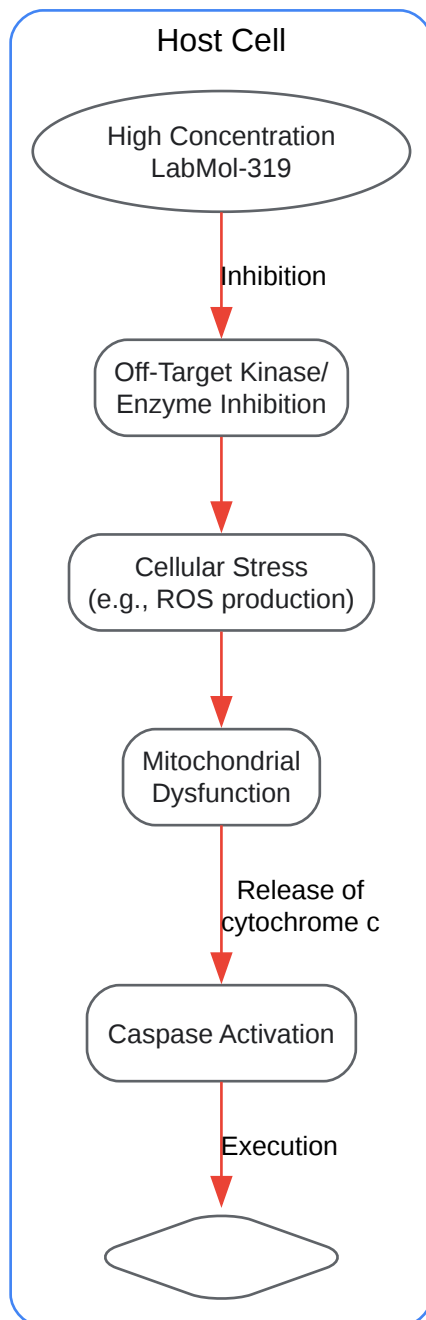 Host Cell
High Concentration
LabMol-319
Inhibition
Off-Target Kinase/
Enzyme Inhibition
Cellular Stress
(e.g., ROS production)
Mitochondrial
Dysfunction
Release of
cytochrome c
Caspase Activation
Execution